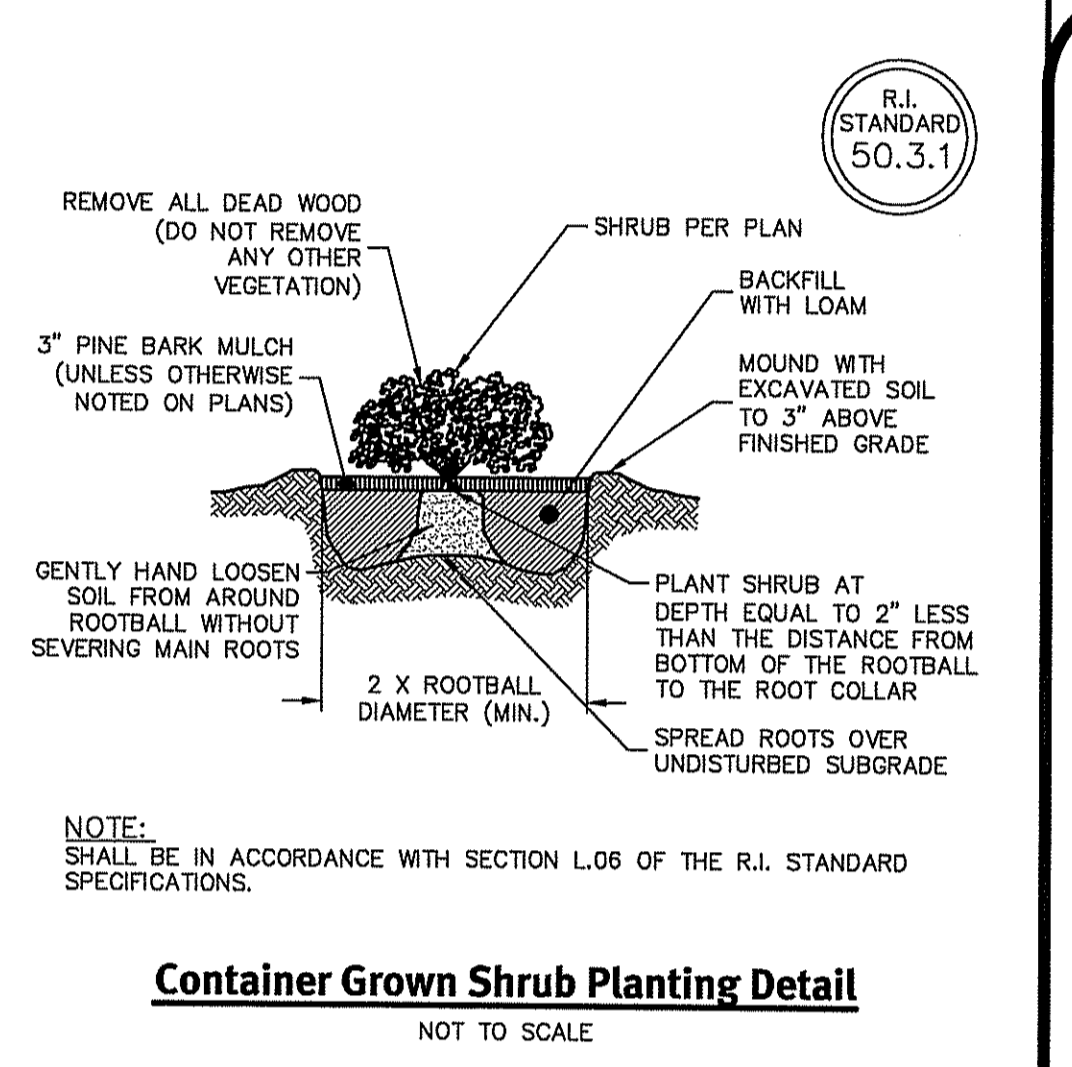 R.I.
STANDARD
50.3.1
REMOVE ALL DEAD WOOD
(DO NOT REMOVE
ANY OTHER
VEGETATION)
SHRUB PER PLAN
BACKFILL
WITH LOAM
3" PINE BARK MULCH
(UNLESS OTHERWISE
NOTED ON PLANS)
MOUND WITH
EXCAVATED SOIL
TO 3" ABOVE
FINISHED GRADE
GENTLY HAND LOOSEN
SOIL FROM AROUND
ROOTBALL WITHOUT
SEVERING MAIN ROOTS
PLANT SHRUB AT
DEPTH EQUAL TO 2" LESS
THAN THE DISTANCE FROM
BOTTOM OF THE ROOTBALL
TO THE ROOT COLLAR
2 X ROOTBALL
DIAMETER (MIN.)
SPREAD ROOTS OVER
UNDISTURBED SUBGRADE
NOTE:
SHALL BE IN ACCORDANCE WITH SECTION L.06 OF THE R.I. STANDARD
SPECIFICATIONS.
Container Grown Shrub Planting Detail
NOT TO SCALE